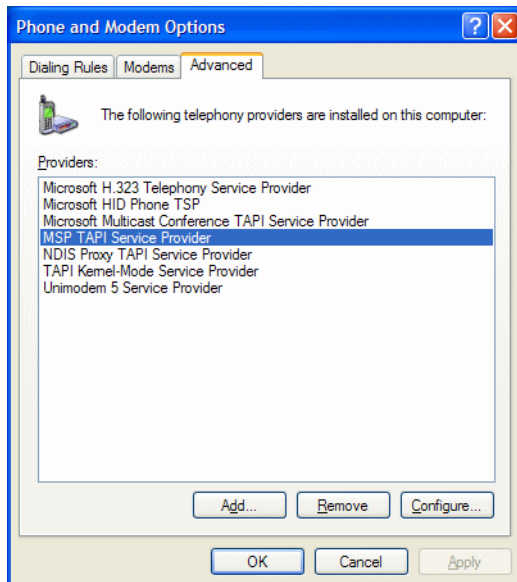 Phone and Modem Options
Dialing Rules Modems Advanced
The following telephony providers are installed on this computer:
Providers:
Microsoft H.323 Telephony Service Provider
Microsoft HID Phone TSP
Microsoft Multicast Conference TAPI Service Provider
MSP TAPI Service Provider
NDIS Proxy TAPI Service Provider
TAPI Kernel-Mode Service Provider
Unimodem 5 Service Provider
Add... Remove Configure...
OK Cancel Apply